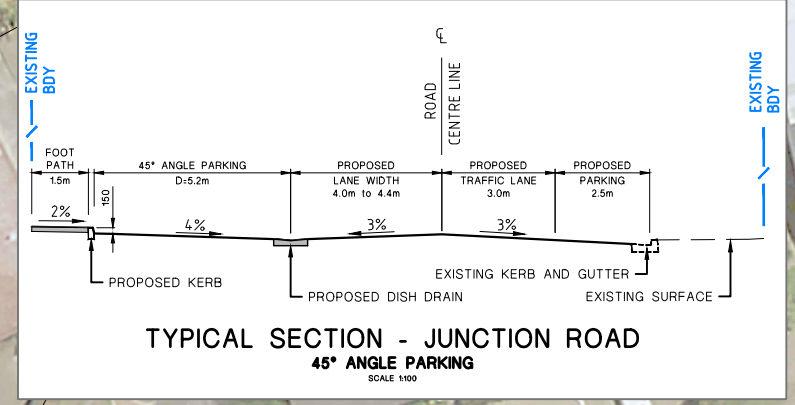 ℄
EXISTING
BDY
ROAD
CENTRE LINE
EXISTING
BDY
FOOT
PATH
1.5m
45° ANGLE PARKING
D=5.2m
PROPOSED
LANE WIDTH
4.0m to 4.4m
PROPOSED
TRAFFIC LANE
3.0m
PROPOSED
PARKING
2.5m
150
2%
4%
3%
3%
PROPOSED KERB
PROPOSED DISH DRAIN
EXISTING KERB AND GUTTER
EXISTING SURFACE
TYPICAL SECTION - JUNCTION ROAD
45° ANGLE PARKING
SCALE 1:100